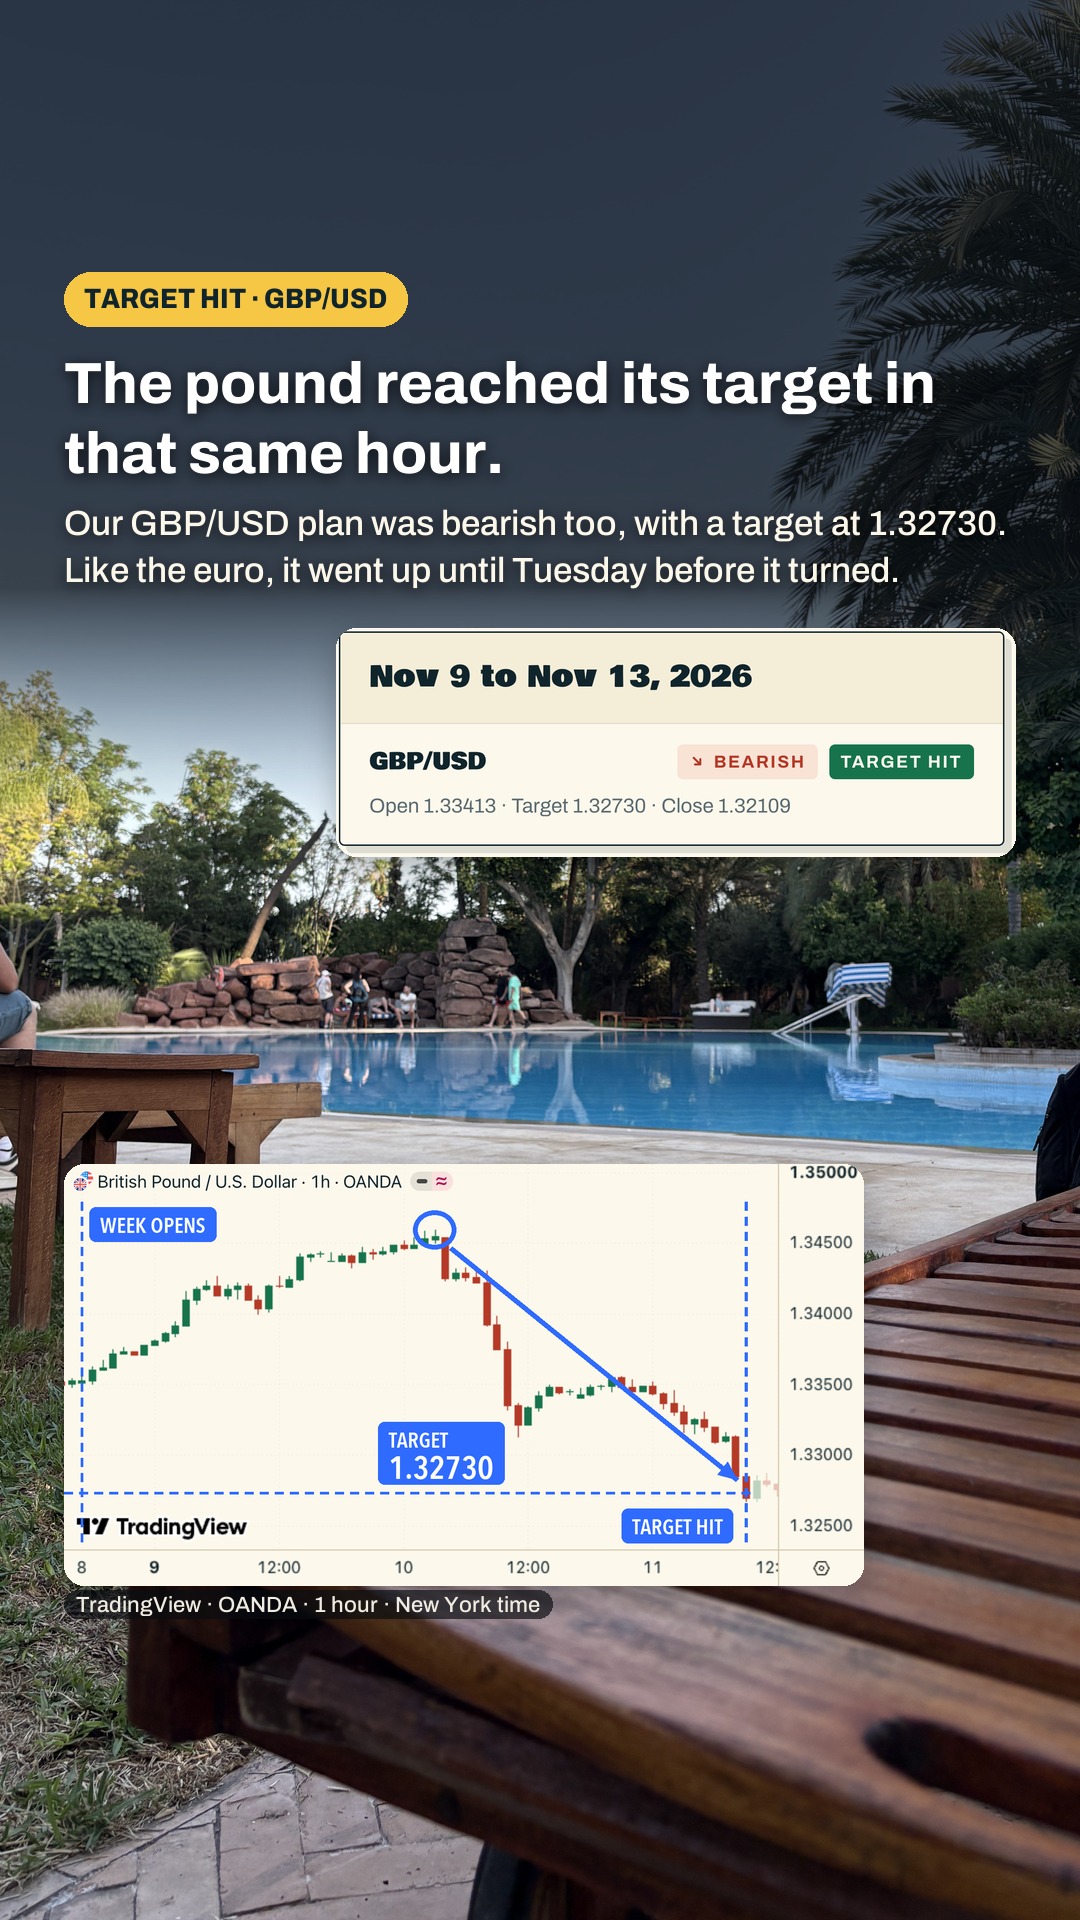 TARGET HIT · GBP/USD
The pound reached its target in
that same hour.
Our GBP/USD plan was bearish too, with a target at 1.32730.
Like the euro, it went up until Tuesday before it turned.
Nov 9 to Nov 13, 2026
GBP/USD
↘ BEARISH
TARGET HIT
Open 1.33413 · Target 1.32730 · Close 1.32109
British Pound / U.S. Dollar · 1h · OANDA
1.35000
WEEK OPENS
1.34500
1.34000
1.33500
TARGET
1.32730
1.33000
TradingView
TARGET HIT
1.32500
8 9 12:00 10 12:00 11 12:
TradingView · OANDA · 1 hour · New York time